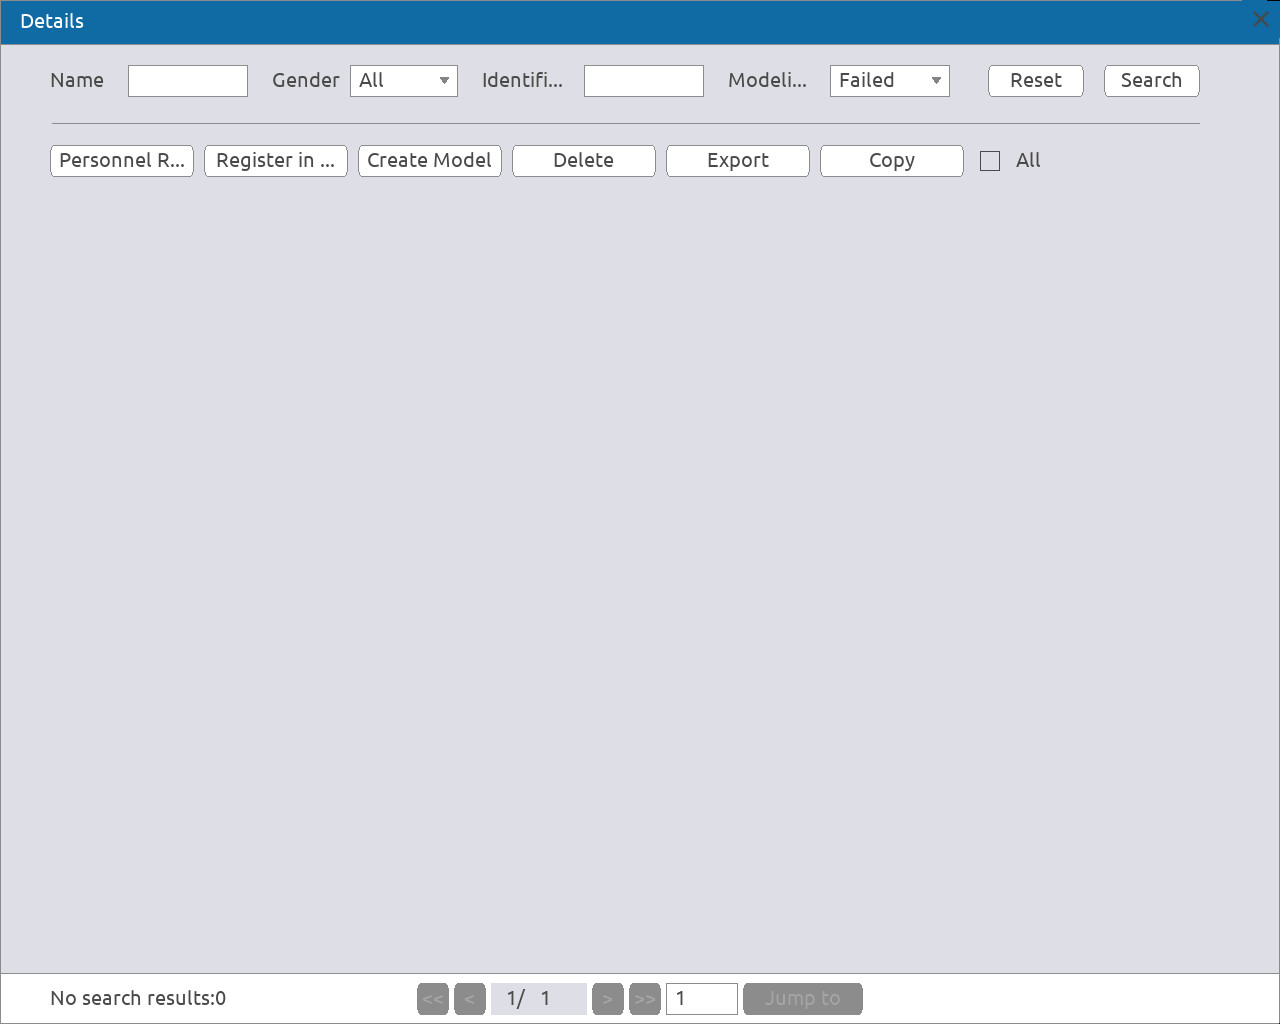 Details
Name Gender All Identifi... Modeli... Failed Reset Search
Personnel R... Register in ... Create Model Delete Export Copy All
No search results:0 << < 1/ 1 > >> 1 Jump to